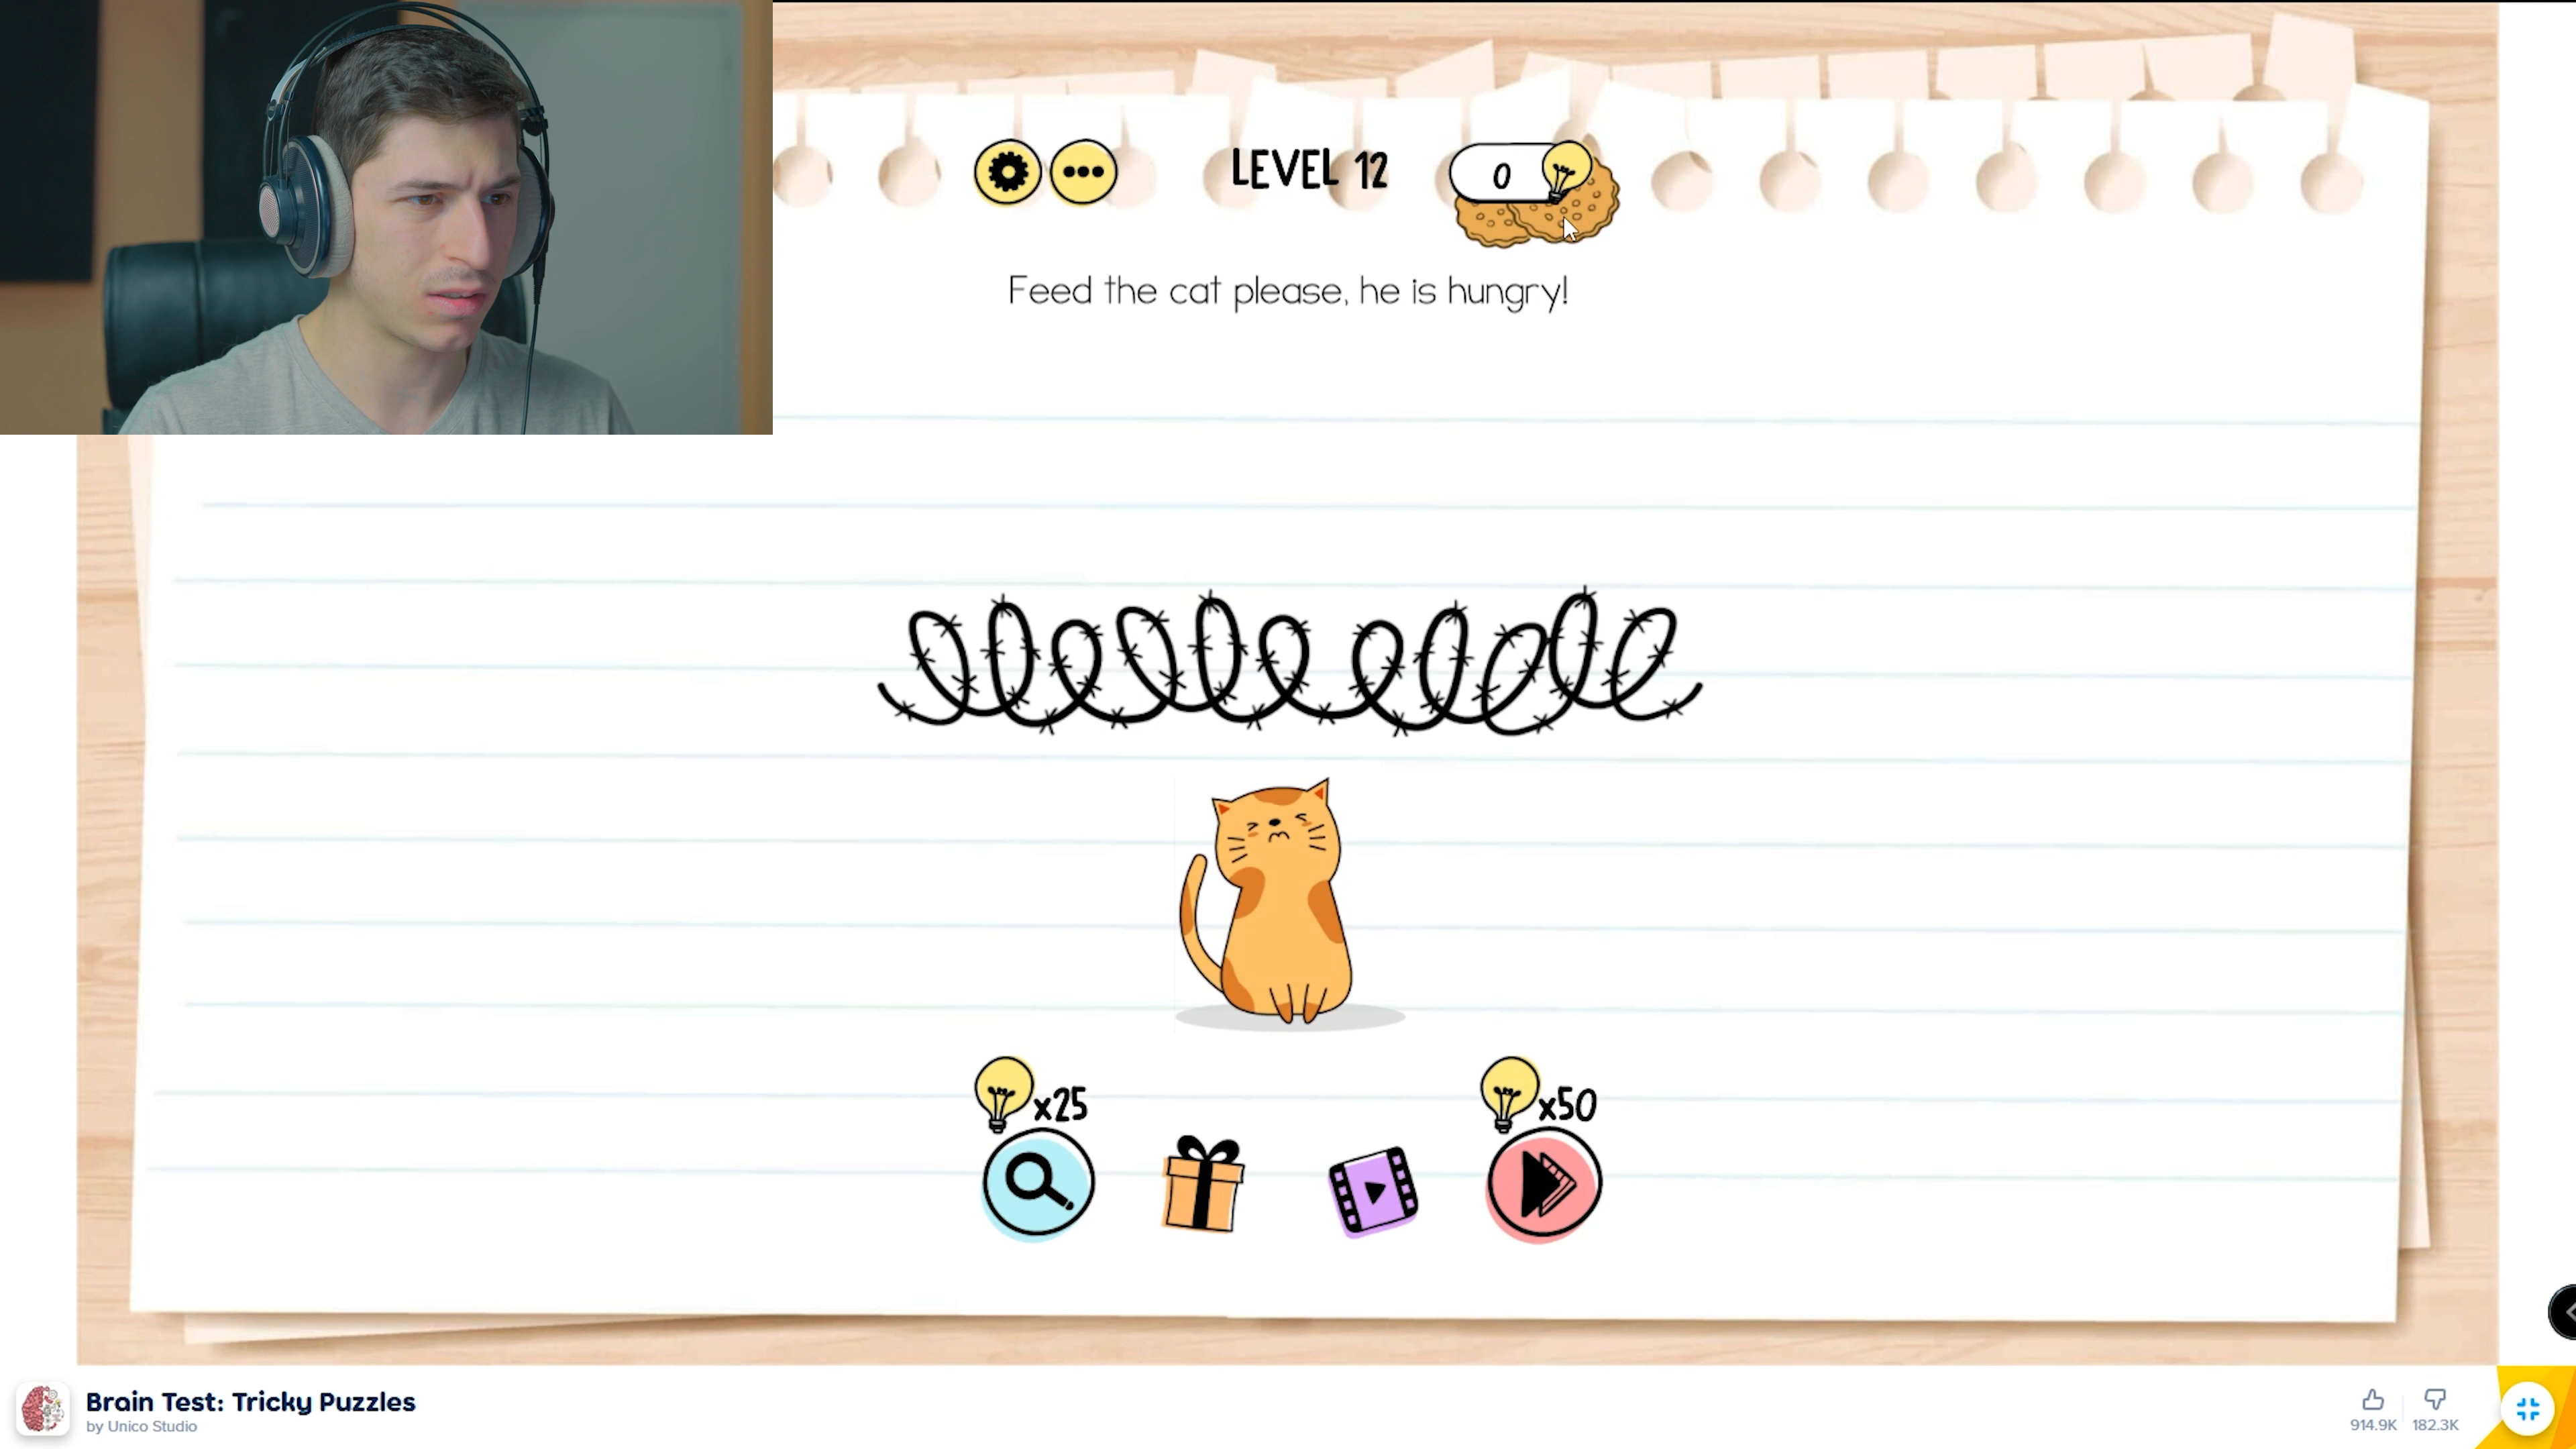 LEVEL 12
0
Feed the cat please, he is hungry!
x25
x50
Brain Test: Tricky Puzzles
by Unico Studio
914.9K
182.3K